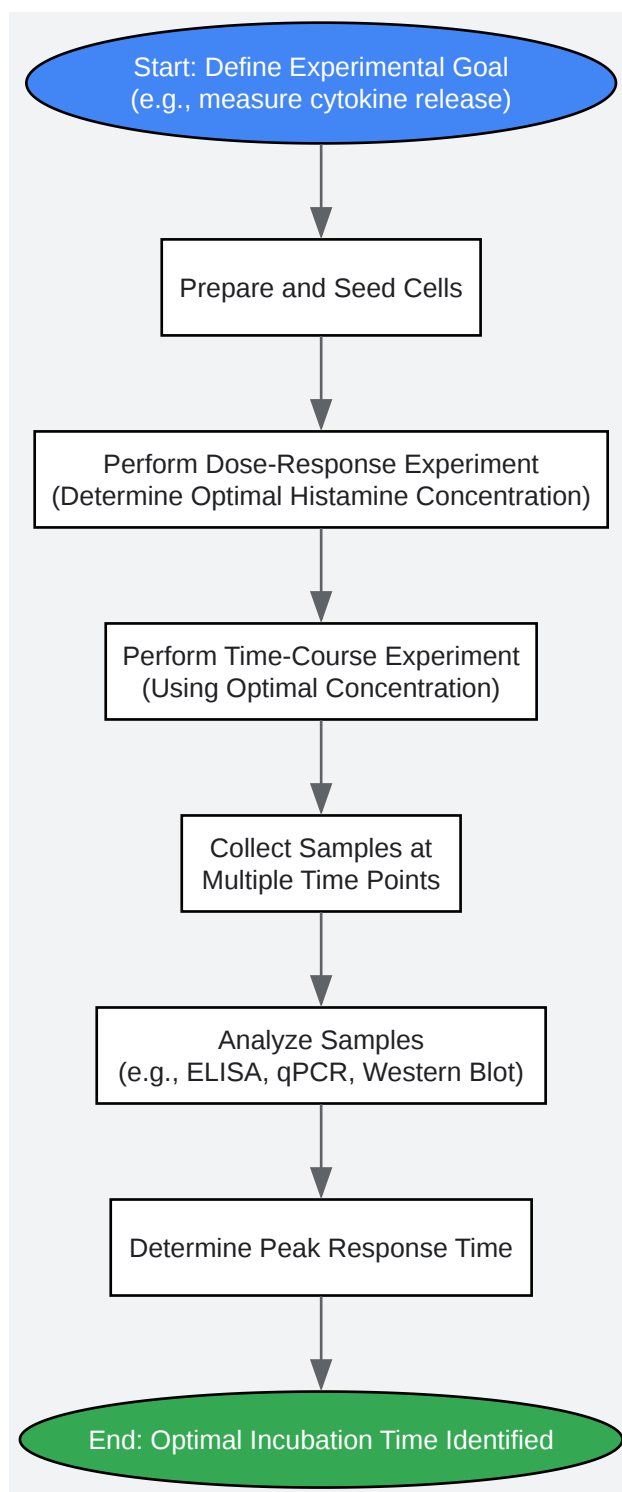 Start: Define Experimental Goal
(e.g., measure cytokine release)
Prepare and Seed Cells
Perform Dose-Response Experiment
(Determine Optimal Histamine Concentration)
Perform Time-Course Experiment
(Using Optimal Concentration)
Collect Samples at
Multiple Time Points
Analyze Samples
(e.g., ELISA, qPCR, Western Blot)
Determine Peak Response Time
End: Optimal Incubation Time Identified